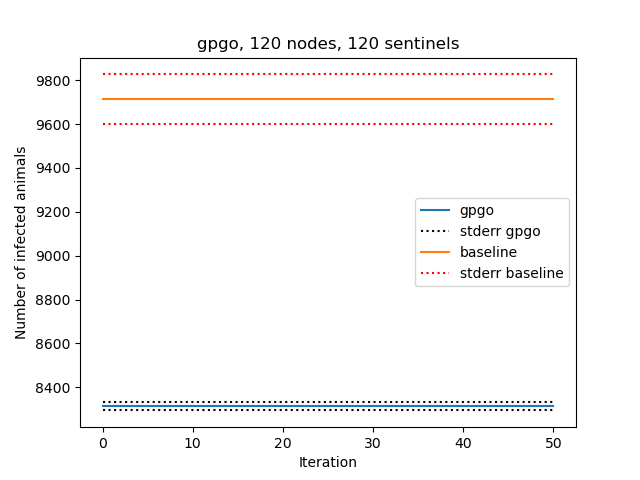 gpgo, 120 nodes, 120 sentinels
9800
9600
9400
9200
9000
8800
8600
8400
Number of infected animals
gpgo
stderr gpgo
baseline
stderr baseline
0 10 20 30 40 50
Iteration